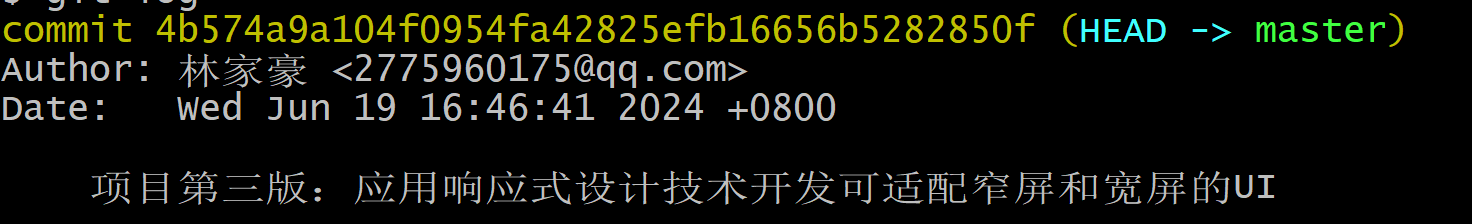 $ git log
commit 4b574a9a104f0954fa42825efb16656b5282850f (HEAD -> master)
Author: 林家豪 <2775960175@qq.com>
Date:   Wed Jun 19 16:46:41 2024 +0800
项目第三版：应用响应式设计技术开发可适配窄屏和宽屏的UI